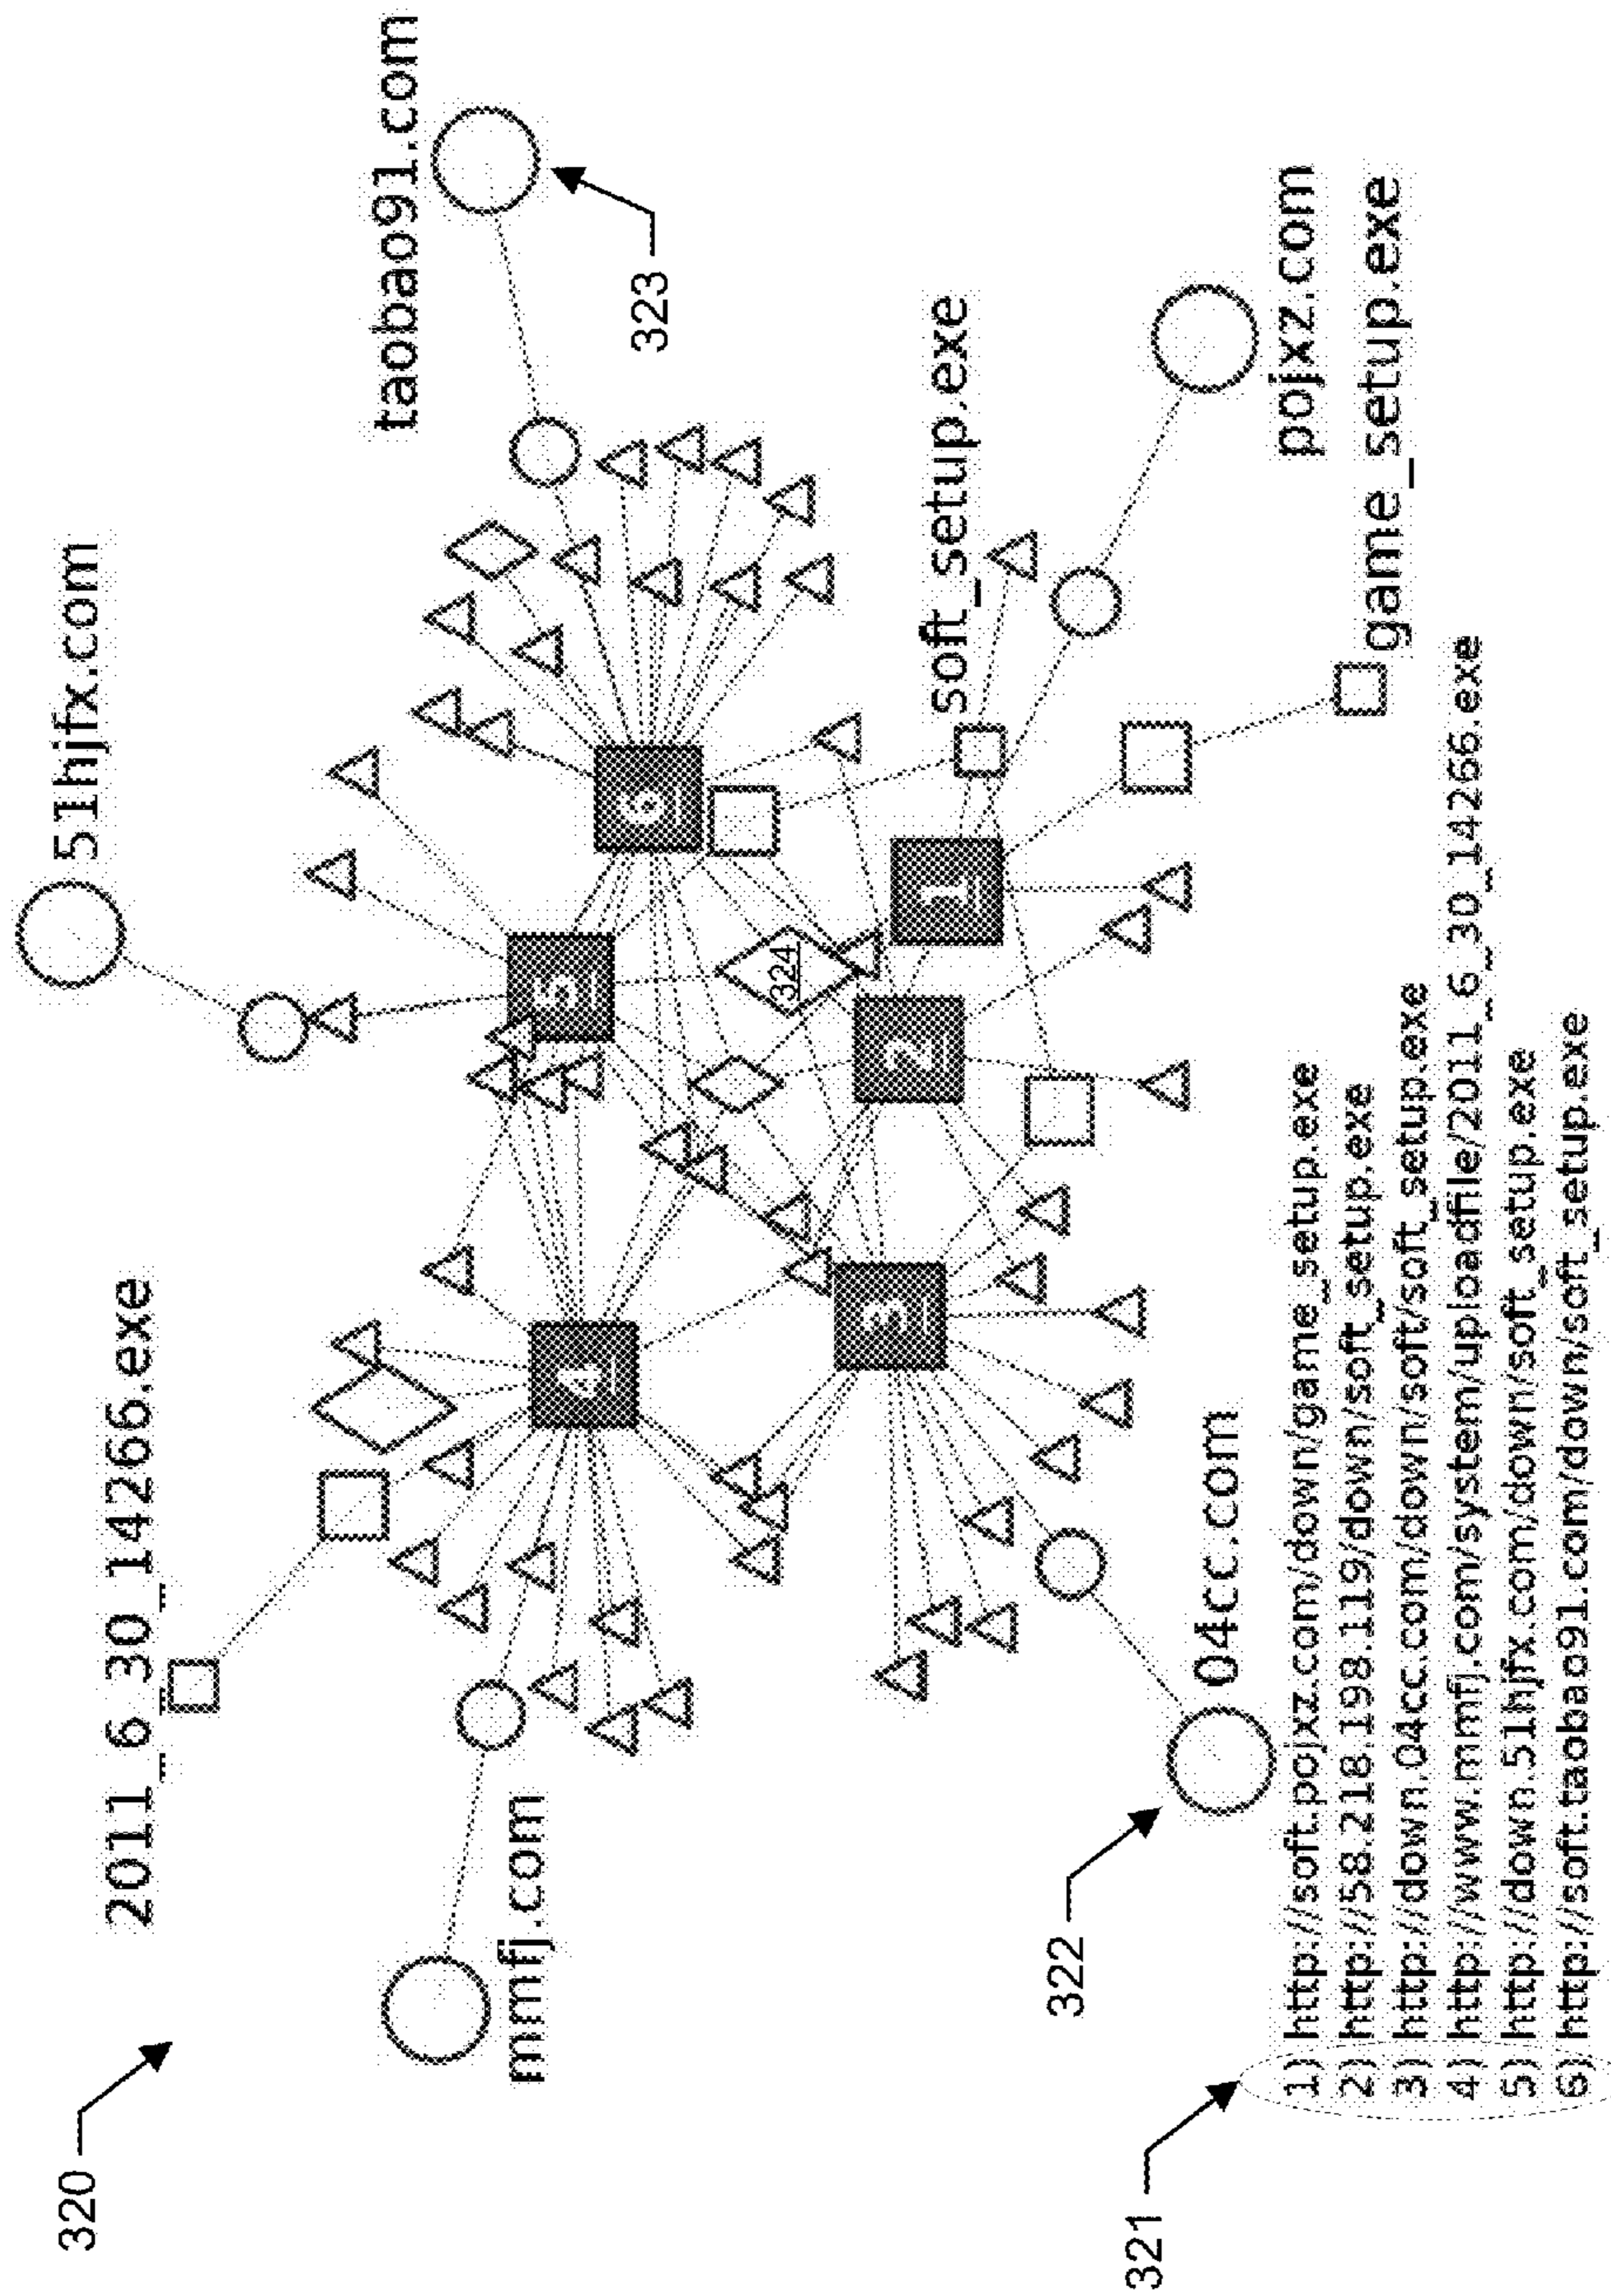 320
2011_6_30_14266.exe
51hjfx.com
taobao91.com
323
mmfj.com
4
5
6
324
soft_setup.exe
3
2
1
322
04cc.com
pojxz.com
game_setup.exe
321
1) http://soft.pojxz.com/down/game_setup.exe
2) http://58.218.198.119/down/soft_setup.exe
3) http://down.04cc.com/down/soft/soft_setup.exe
4) http://www.mmfj.com/system/uploadfile/2011_6_30_14266.exe
5) http://down.51hjfx.com/down/soft_setup.exe
6) http://soft.taobao91.com/down/soft_setup.exe